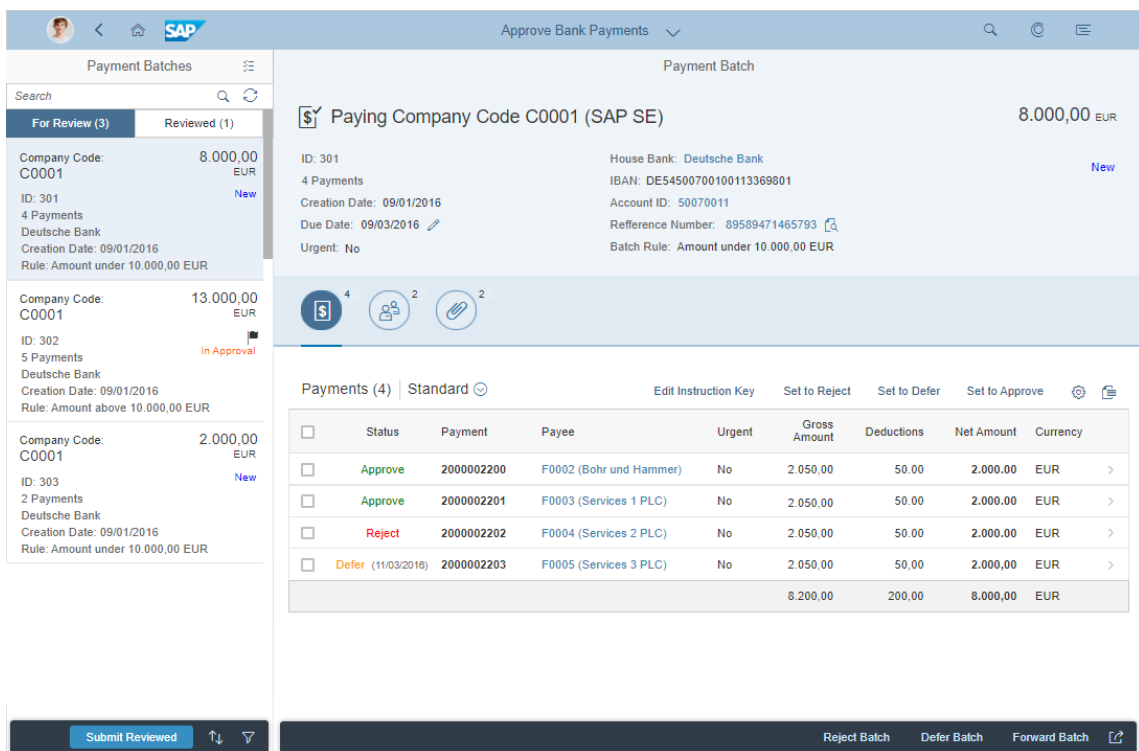 SAP
Approve Bank Payments
Payment Batches
Search
For Review (3)
Reviewed (1)
Company Code: 8.000,00
C0001 EUR
ID: 301 New
4 Payments
Deutsche Bank
Creation Date: 09/01/2016
Rule: Amount under 10.000,00 EUR
Company Code: 13.000,00
C0001 EUR
ID: 302
5 Payments In Approval
Deutsche Bank
Creation Date: 09/01/2016
Rule: Amount above 10.000,00 EUR
Company Code: 2.000,00
C0001 EUR
ID: 303 New
2 Payments
Deutsche Bank
Creation Date: 09/01/2016
Rule: Amount under 10.000,00 EUR
Submit Reviewed
Payment Batch
Paying Company Code C0001 (SAP SE) 8.000,00 EUR
ID: 301
4 Payments
Creation Date: 09/01/2016
Due Date: 09/03/2016
Urgent: No
House Bank: Deutsche Bank
IBAN: DE54500700100113369801
Account ID: 50070011
Refference Number: 89589471465793
Batch Rule: Amount under 10.000,00 EUR
New
4 2 2
Payments (4) Standard Edit Instruction Key Set to Reject Set to Defer Set to Approve
Status Payment Payee Urgent Gross Amount Deductions Net Amount Currency
Approve 2000002200 F0002 (Bohr und Hammer) No 2.050,00 50.00 2.000.00 EUR
Approve 2000002201 F0003 (Services 1 PLC) No 2.050,00 50.00 2.000.00 EUR
Reject 2000002202 F0004 (Services 2 PLC) No 2.050,00 50.00 2.000.00 EUR
Defer (11/03/2016) 2000002203 F0005 (Services 3 PLC) No 2.050,00 50,00 2.000,00 EUR
8.200,00 200,00 8.000,00 EUR
Reject Batch Defer Batch Forward Batch